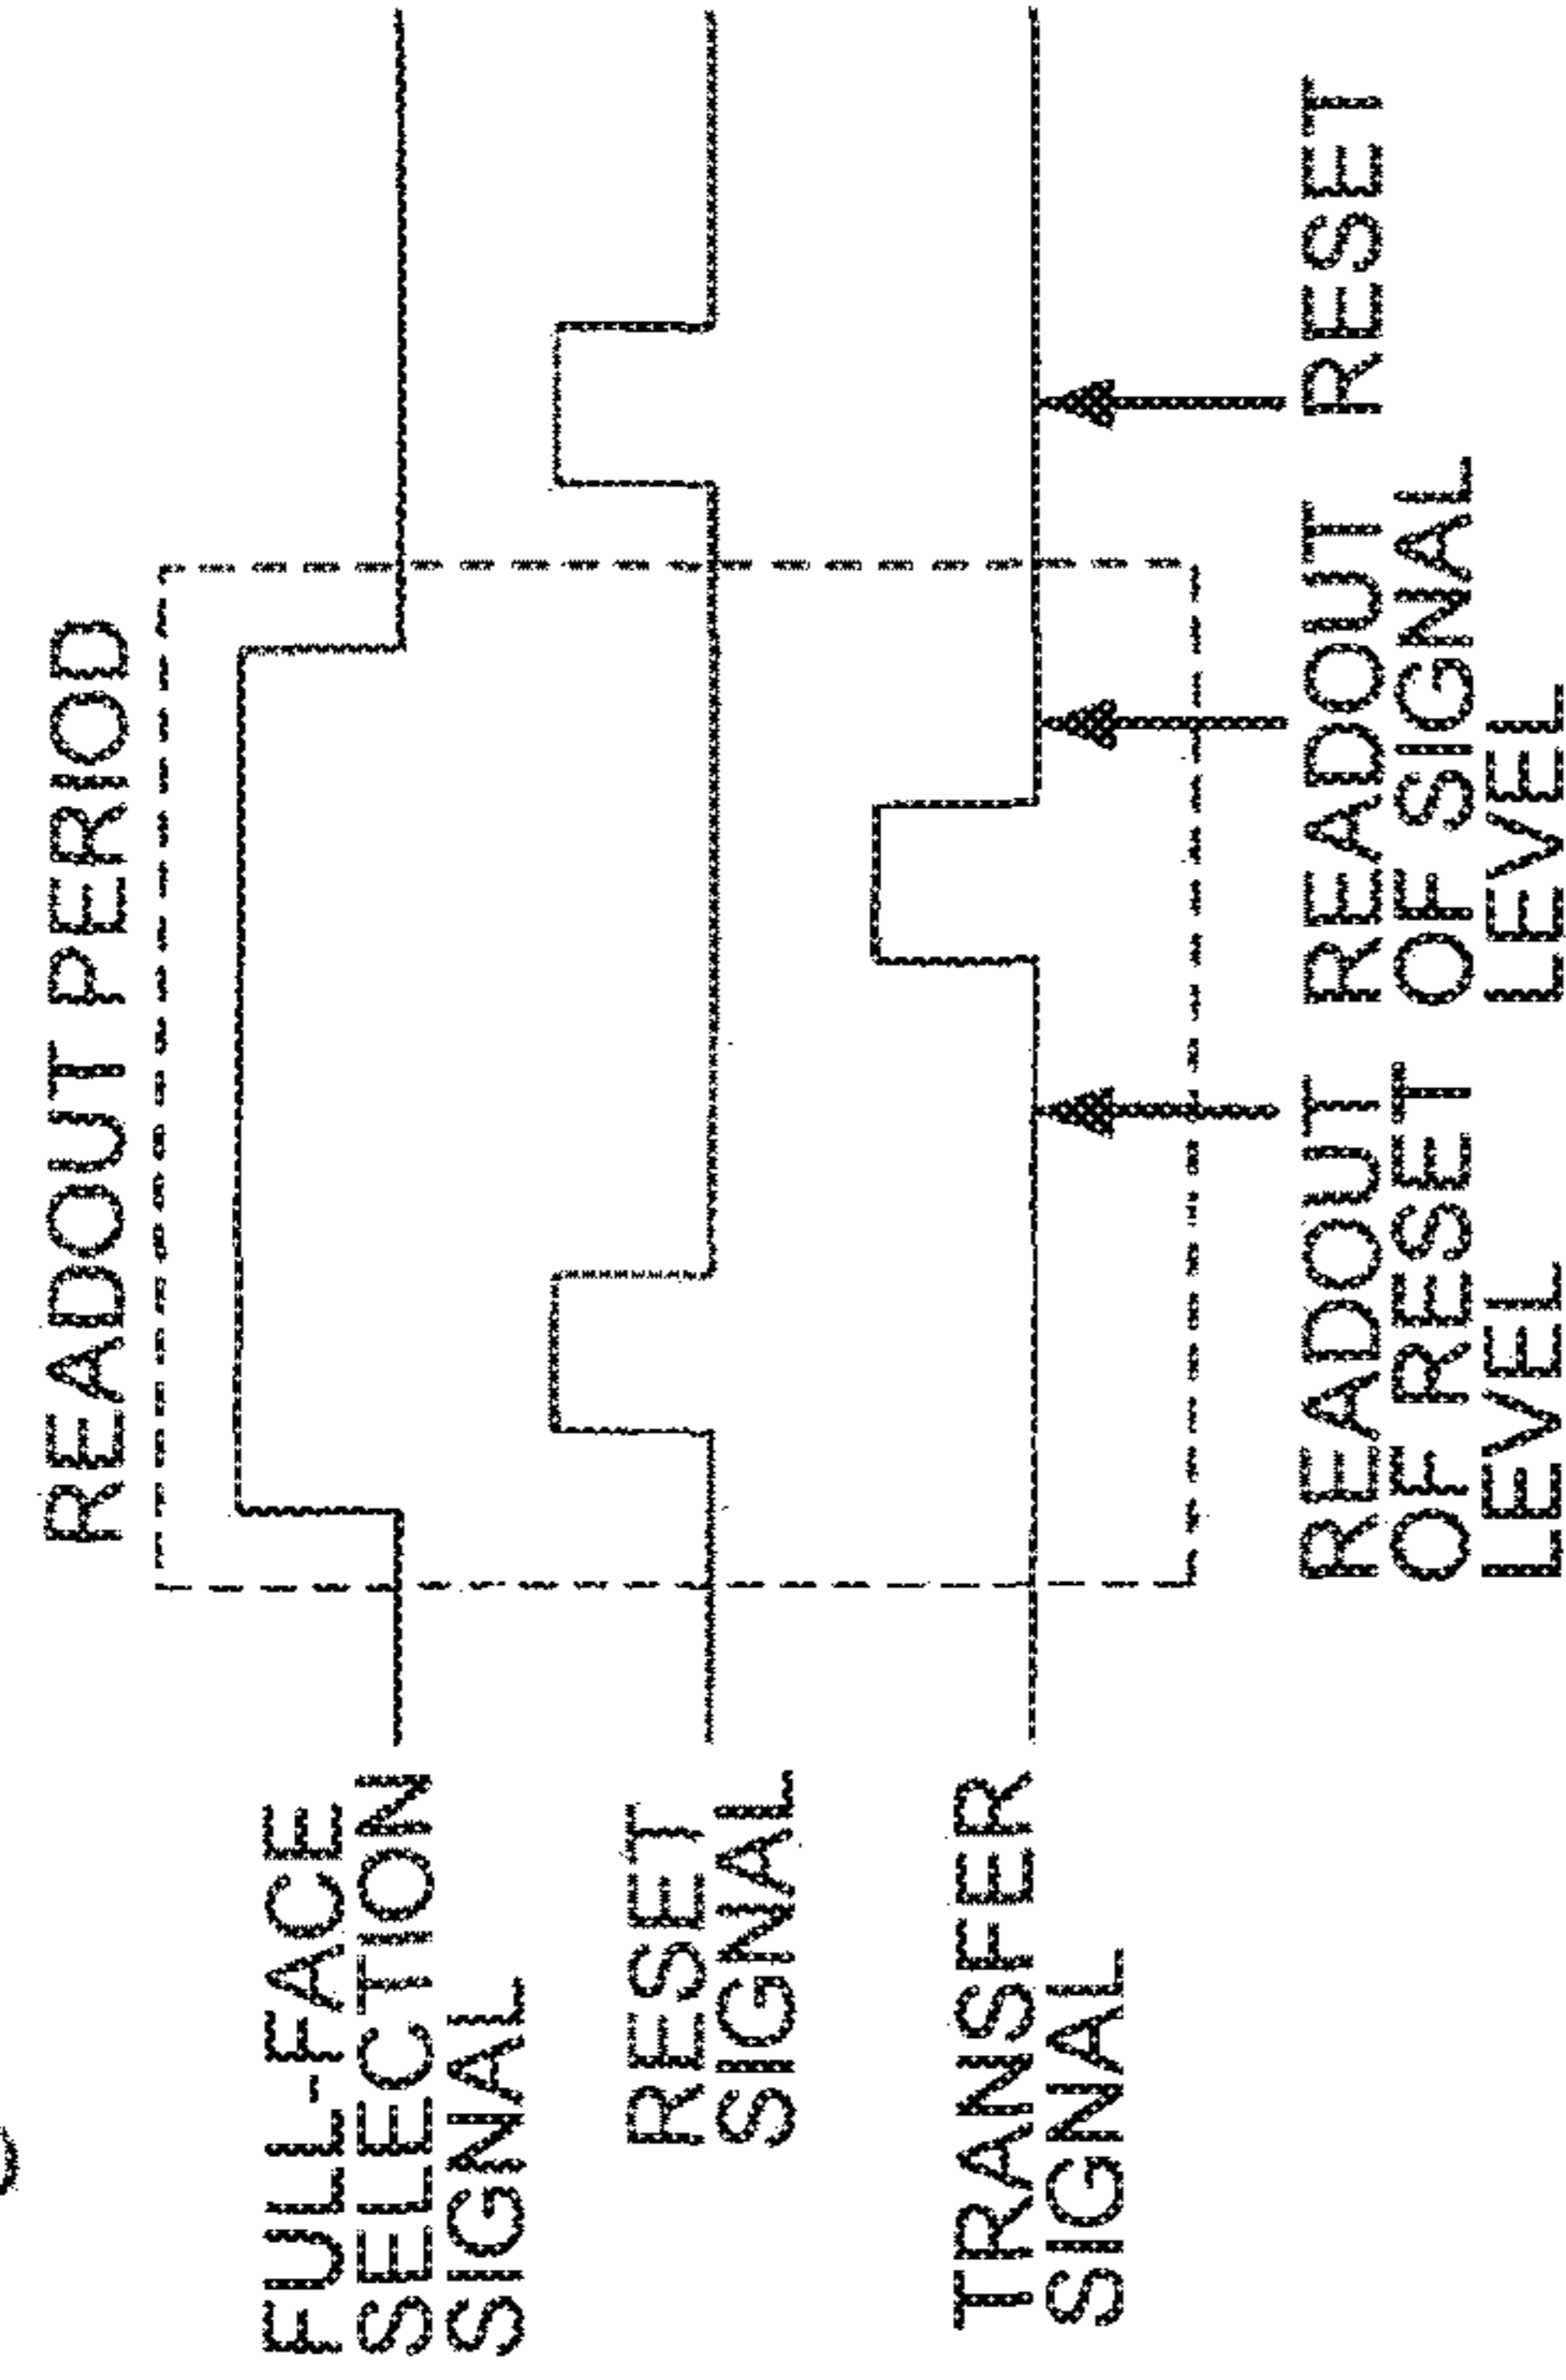 READOUT PERIOD
FULL-FACE
SELECTION
SIGNAL
RESET
SIGNAL
TRANSFER
SIGNAL
READOUT
OF RESET
LEVEL
READOUT
OF SIGNAL
LEVEL
RESET